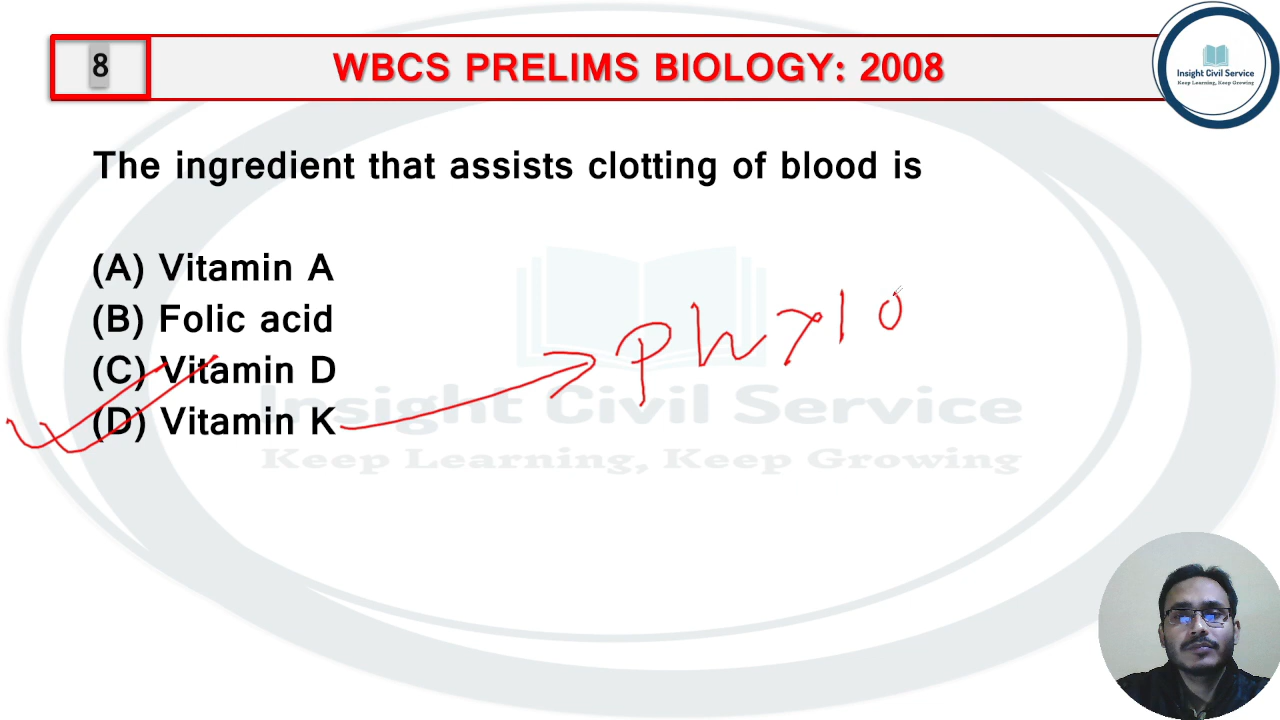 8
WBCS PRELIMS BIOLOGY: 2008
Insight Civil Service
Keep Learning, Keep Growing
The ingredient that assists clotting of blood is
(A) Vitamin A
(B) Folic acid
(C) Vitamin D
(D) Vitamin K
Insight Civil Service
Keep Learning, Keep Growing